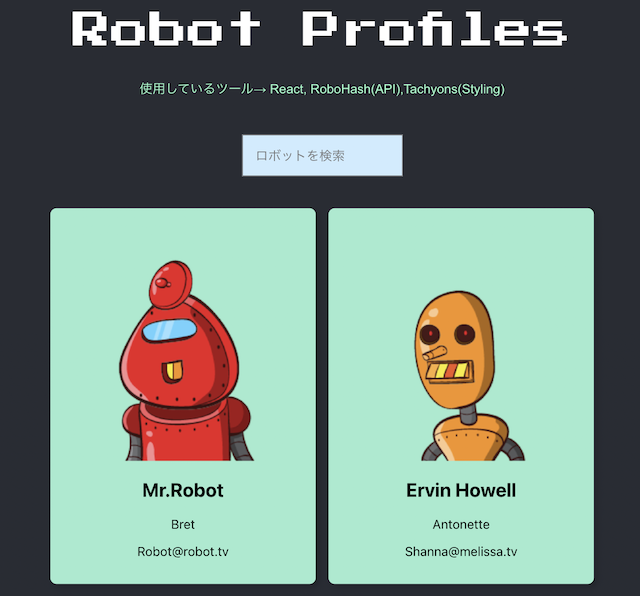 Robot Profiles
使用しているツール→ React, RoboHash(API),Tachyons(Styling)
ロボットを検索
Mr.Robot
Bret
Robot@robot.tv
Ervin Howell
Antonette
Shanna@melissa.tv